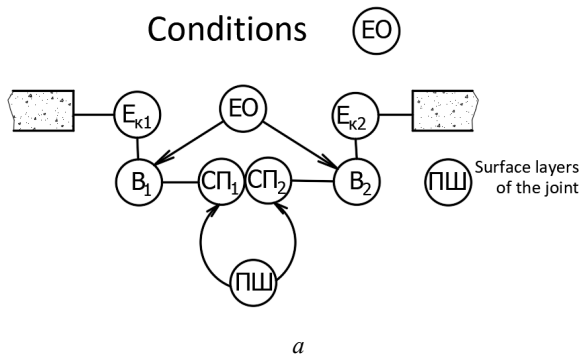 Conditions ЕО
Ек1 ЕО Ек2
В1 СП1 СП2 В2 ПШ Surface layers
of the joint
ПШ
а